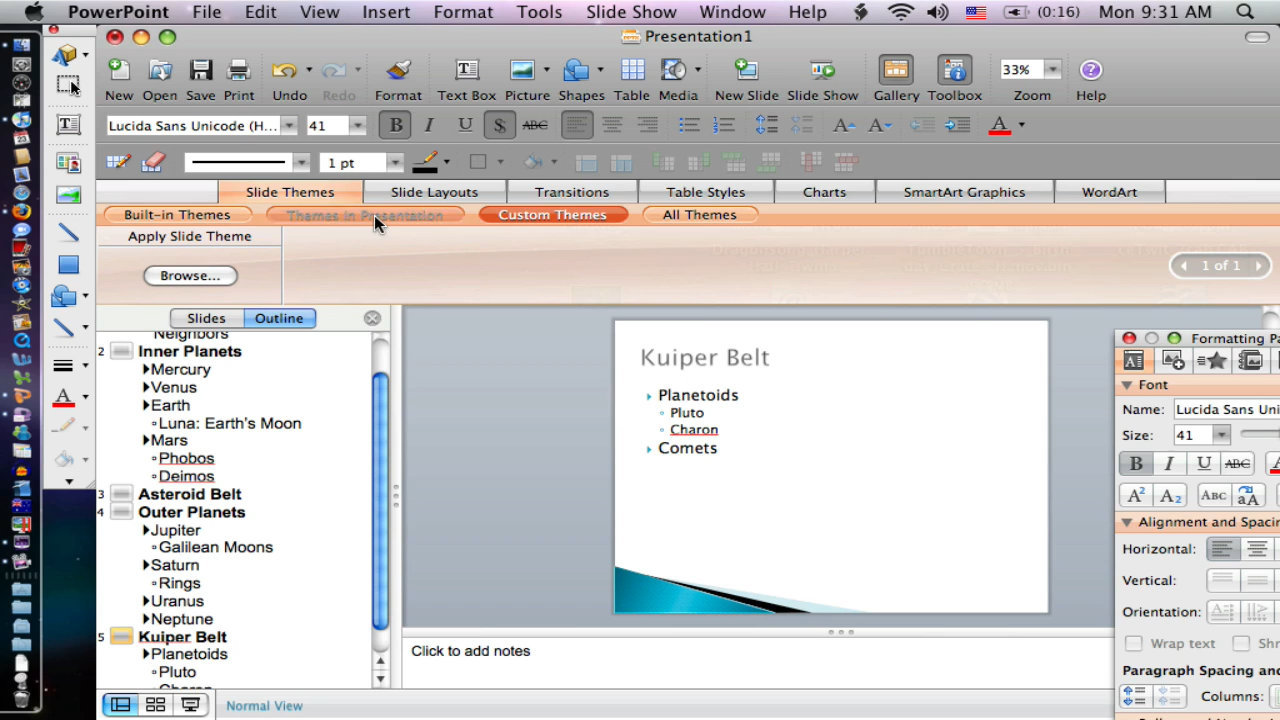 PowerPoint File Edit View Insert Format Tools Slide Show Window Help (0:16) Mon 9:31 AM
Presentation1
New Open Save Print Undo Redo Format Text Box Picture Shapes Table Media New Slide Slide Show Gallery Toolbox 33% Zoom Help
Lucida Sans Unicode (H... 41 B I U S ABC A A A
1 pt
Slide Themes Slide Layouts Transitions Table Styles Charts SmartArt Graphics WordArt
Built-in Themes Themes in Presentation Custom Themes All Themes
Apply Slide Theme
Browse...
1 of 1
Slides Outline
Neighbors
2 Inner Planets
Mercury
Venus
Earth
Luna: Earth's Moon
Mars
Phobos
Deimos
3 Asteroid Belt
4 Outer Planets
Jupiter
Galilean Moons
Saturn
Rings
Uranus
Neptune
5 Kuiper Belt
Planetoids
Pluto
Charon
Kuiper Belt
Planetoids
Pluto
Charon
Comets
Click to add notes
Normal View
Formatting Pa
Font
Name: Lucida Sans Uni
Size: 41
B I U ABC
A2 A2 ABC aA
Alignment and Spacin
Horizontal:
Vertical:
Orientation:
Wrap text Shr
Paragraph Spacing and
Columns: